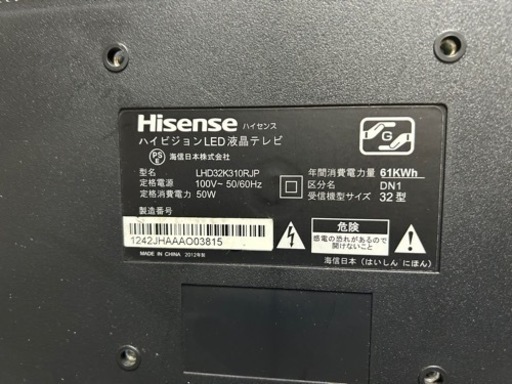 Hisense ハイセンス
ハイビジョンLED液晶テレビ
PS E 海信日本株式会社
G
型名 LHD32K310RJP
定格電源 100V~ 50/60Hz
定格消費電力 50W
年間消費電力量 61KWh
区分名 DN1
受信機型サイズ 32型
製造番号
1242JHAAAO03815
MADE IN CHINA 2012年製
危険
感電の恐れがあるので
開けないこと
海信日本(はいしん にほん)